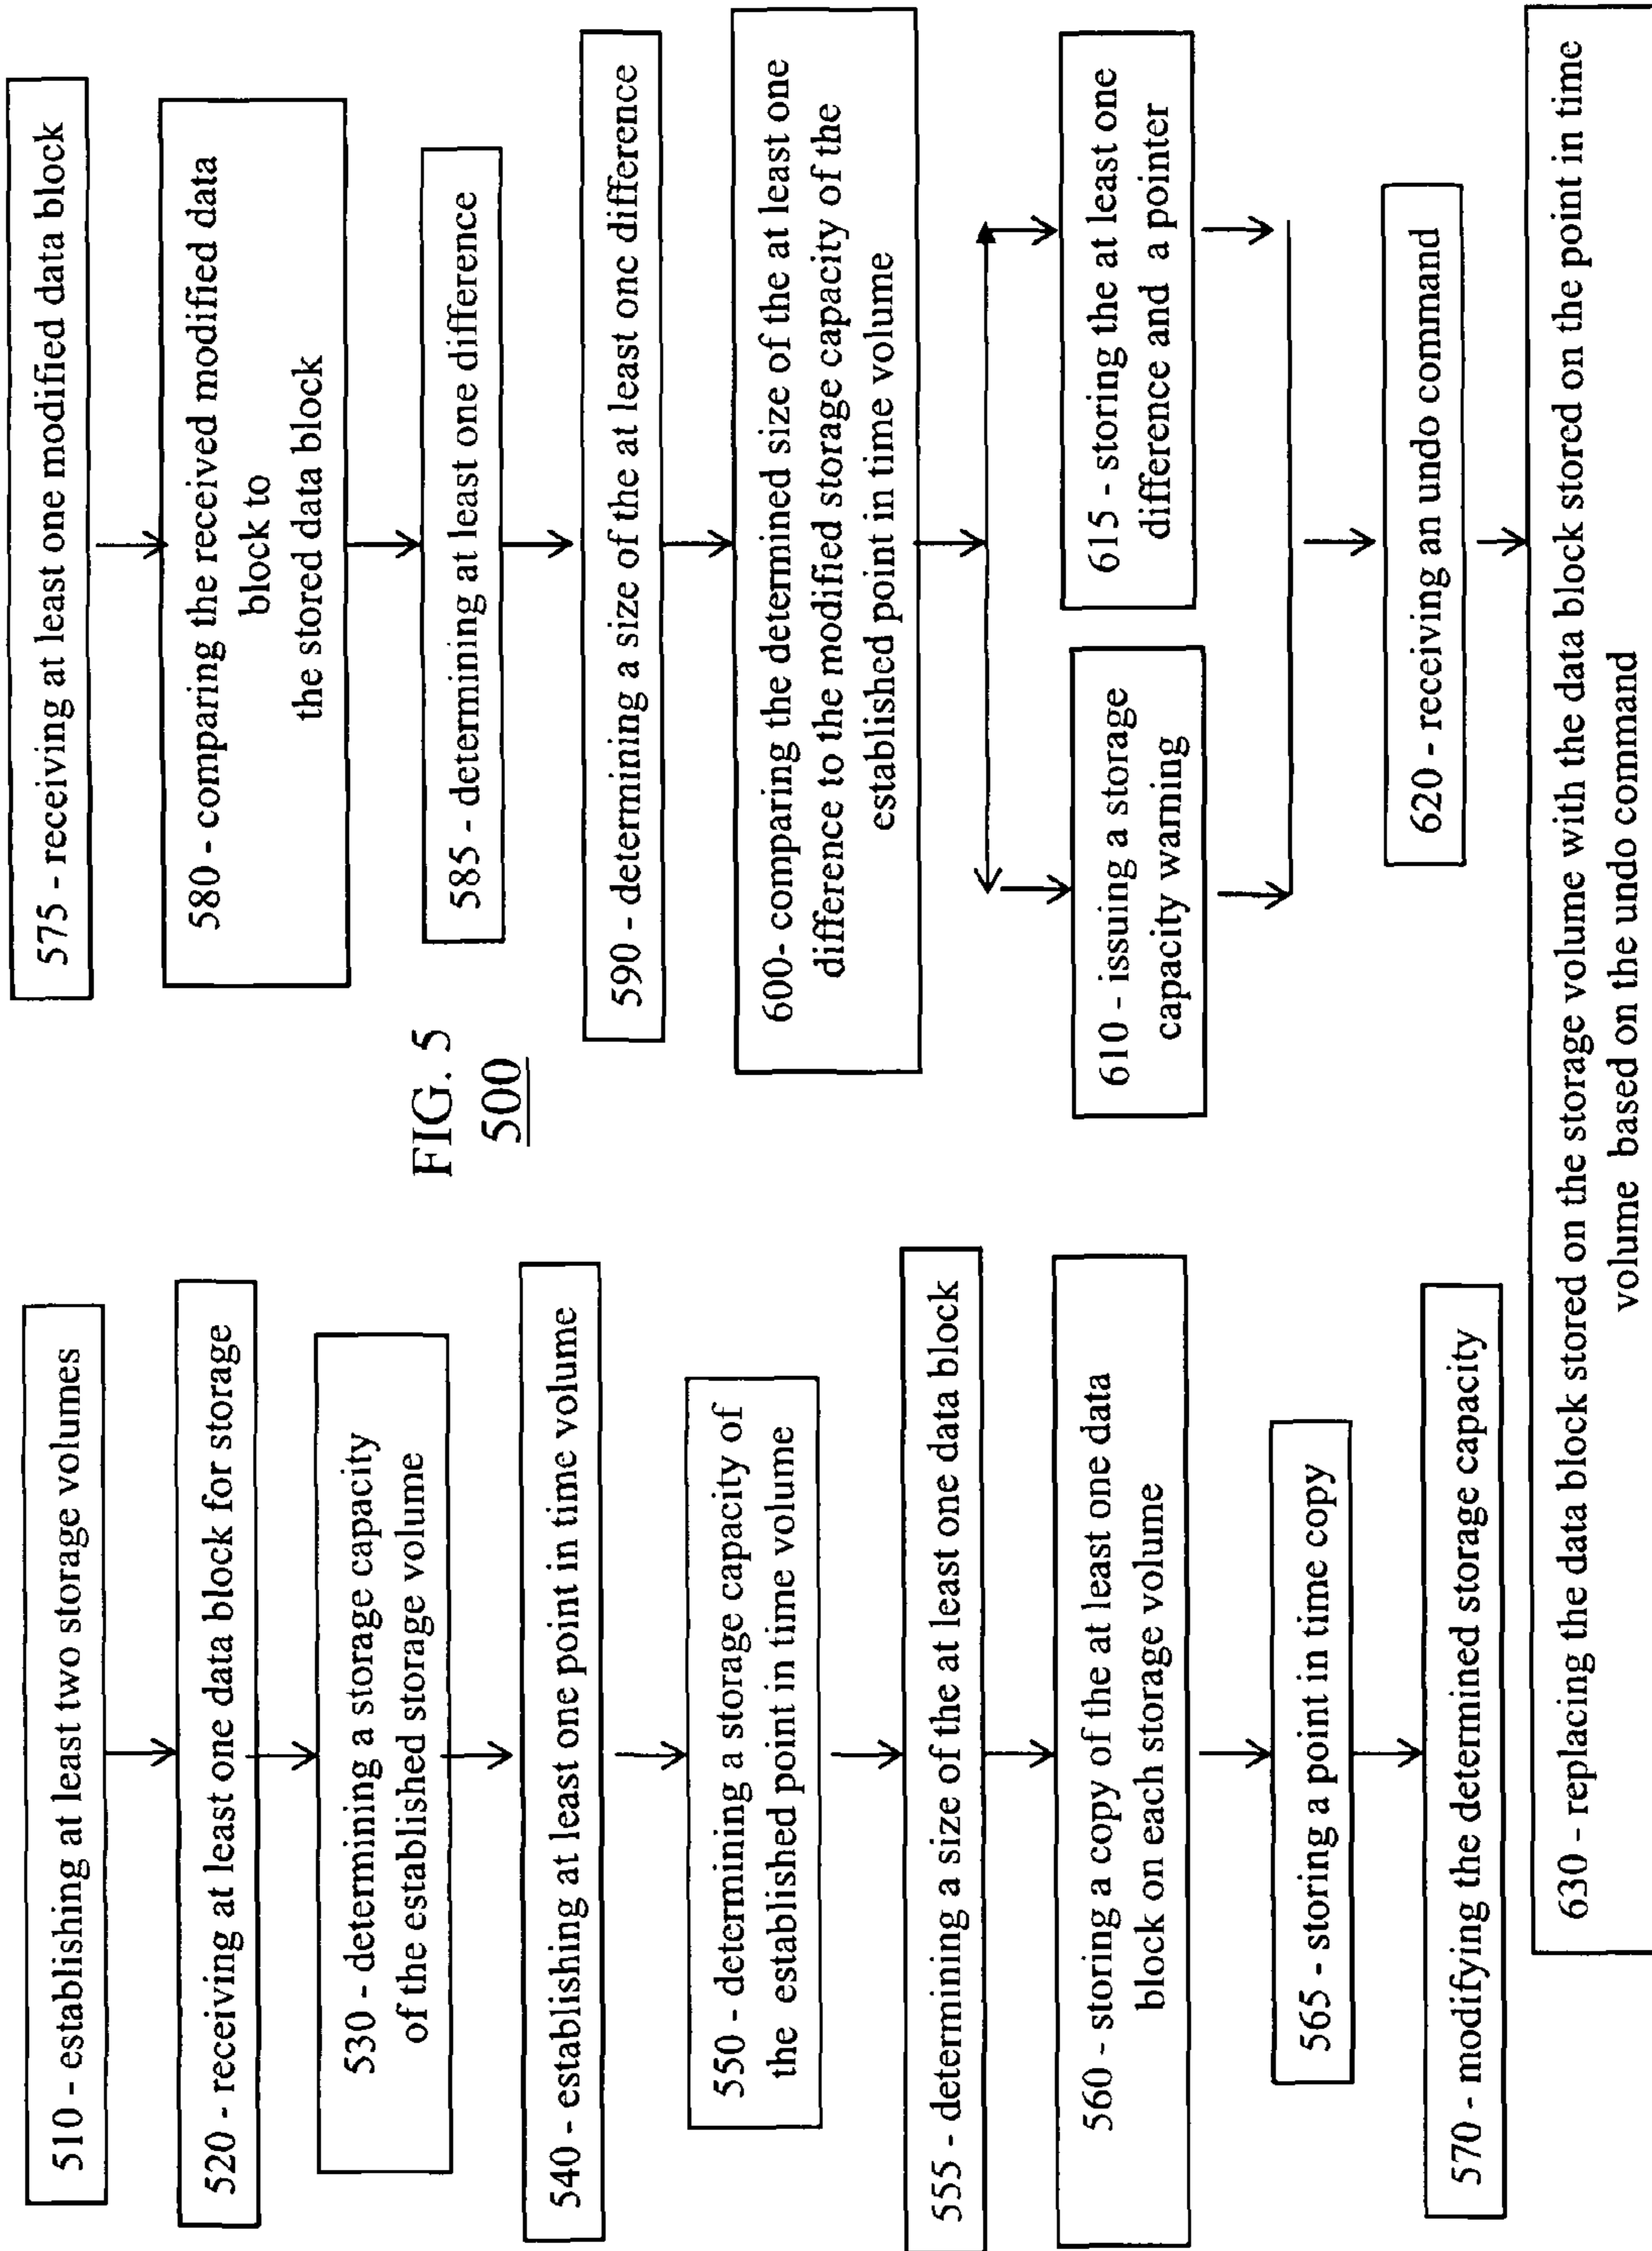 510 - establishing at least two storage volumes
520 - receiving at least one data block for storage
530 - determining a storage capacity
of the established storage volume
540 - establishing at least one point in time volume
550 - determining a storage capacity of
the established point in time volume
555 - determining a size of the at least one data block
560 - storing a copy of the at least one data
block on each storage volume
565 - storing a point in time copy
570 - modifying the determined storage capacity
FIG. 5
500
575 - receiving at least one modified data block
580 - comparing the received modified data
block to
the stored data block
585 - determining at least one difference
590 - determining a size of the at least one difference
600- comparing the determined size of the at least one
difference to the modified storage capacity of the
established point in time volume
610 - issuing a storage
capacity warning
615 - storing the at least one
difference and a pointer
620 - receiving an undo command
630 - replacing the data block stored on the storage volume with the data block stored on the point in time
volume based on the undo command